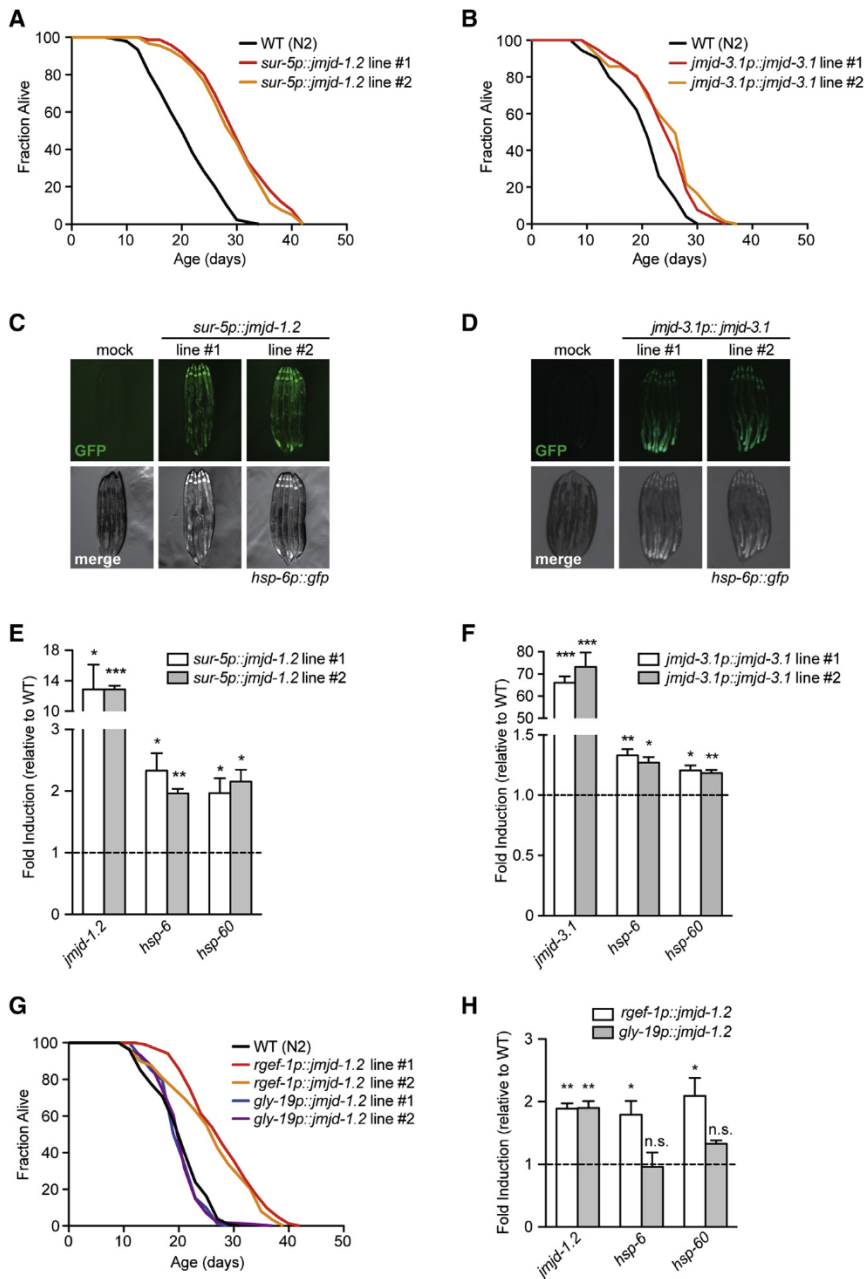 A
100
80
60
40
20
0
Fraction Alive
0 10 20 30 40 50
Age (days)
WT (N2)
sur-5p::jmjd-1.2 line #1
sur-5p::jmjd-1.2 line #2
B
100
80
60
40
20
0
Fraction Alive
0 10 20 30 40 50
Age (days)
WT (N2)
jmjd-3.1p::jmjd-3.1 line #1
jmjd-3.1p::jmjd-3.1 line #2
C
sur-5p::jmjd-1.2
mock line #1 line #2
GFP
merge
hsp-6p::gfp
D
jmjd-3.1p:: jmjd-3.1
mock line #1 line #2
GFP
merge
hsp-6p::gfp
E
Fold Induction (relative to WT)
18
14
10
3
2
1
0
* ***
* **
* *
sur-5p::jmjd-1.2 line #1
sur-5p::jmjd-1.2 line #2
jmjd-1.2
hsp-6
hsp-60
F
Fold Induction (relative to WT)
80
70
60
50
1.5
1.0
0.5
0
*** ***
** *
* **
jmjd-3.1p::jmjd-3.1 line #1
jmjd-3.1p::jmjd-3.1 line #2
jmjd-3.1
hsp-6
hsp-60
G
100
80
60
40
20
0
Fraction Alive
0 10 20 30 40 50
Age (days)
WT (N2)
rgef-1p::jmjd-1.2 line #1
rgef-1p::jmjd-1.2 line #2
gly-19p::jmjd-1.2 line #1
gly-19p::jmjd-1.2 line #2
H
rgef-1p::jmjd-1.2
gly-19p::jmjd-1.2
Fold Induction (relative to WT)
3
2
1
0
** **
* n.s.
* n.s.
jmjd-1.2
hsp-6
hsp-60